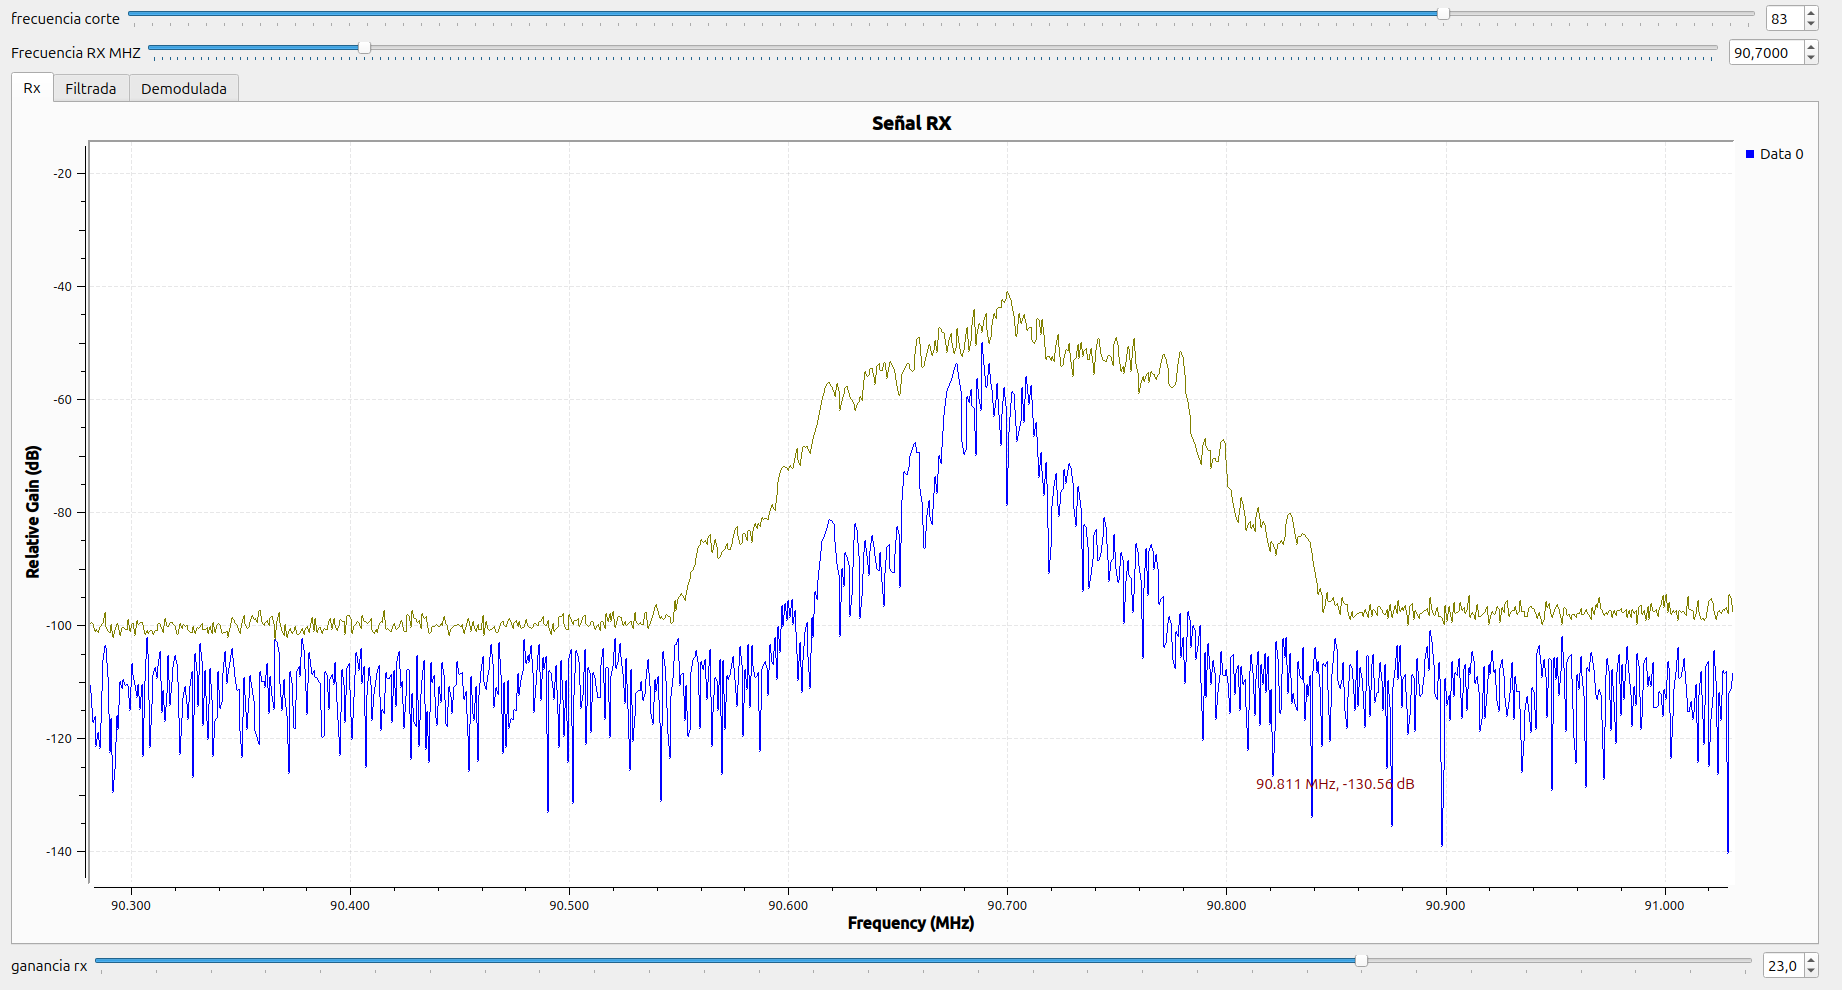 frecuencia corte 83
Frecuencia RX MHZ 90,7000
Rx Filtrada Demodulada
Señal RX
Data 0
-20
-40
-60
-80
-100
-120
-140
Relative Gain (dB)
90.811 MHz, -130.56 dB
90.300 90.400 90.500 90.600 90.700 90.800 90.900 91.000
Frequency (MHz)
ganancia rx 23,0